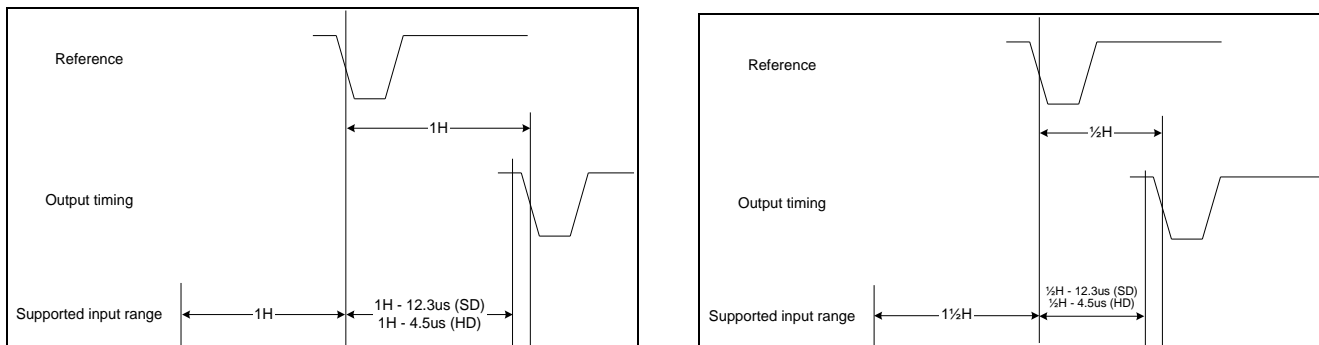 Reference
1H
Output timing
Supported input range
1H
1H - 12.3us (SD)
1H - 4.5us (HD)
Reference
½H
Output timing
Supported input range
1½H
½H - 12.3us (SD)
½H - 4.5us (HD)